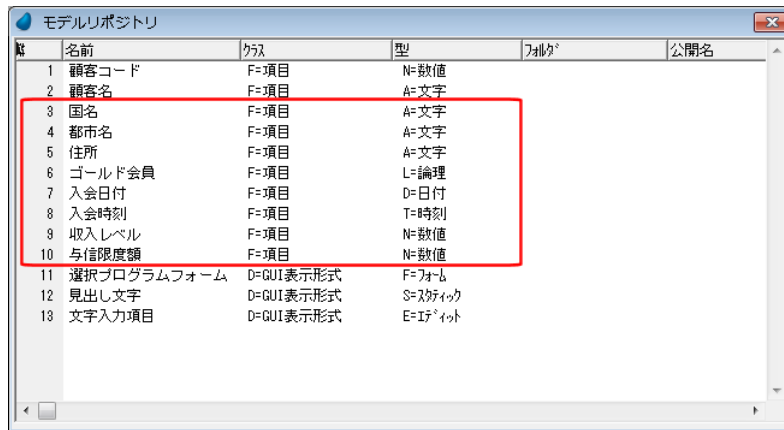 モデルリポジトリ
# 名前 クラス 型 フォルダ 公開名
1 顧客コード F=項目 N=数値
2 顧客名 F=項目 A=文字
3 国名 F=項目 A=文字
4 都市名 F=項目 A=文字
5 住所 F=項目 A=文字
6 ゴールド会員 F=項目 L=論理
7 入会日付 F=項目 D=日付
8 入会時刻 F=項目 T=時刻
9 収入レベル F=項目 N=数値
10 与信限度額 F=項目 N=数値
11 選択プログラムフォーム D=GUI表示形式 F=フォーム
12 見出し文字 D=GUI表示形式 S=スタティック
13 文字入力項目 D=GUI表示形式 E=エディット